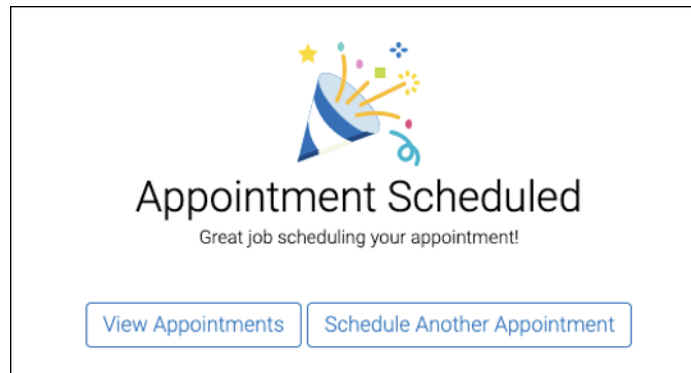 Appointment Scheduled
Great job scheduling your appointment!
View Appointments
Schedule Another Appointment